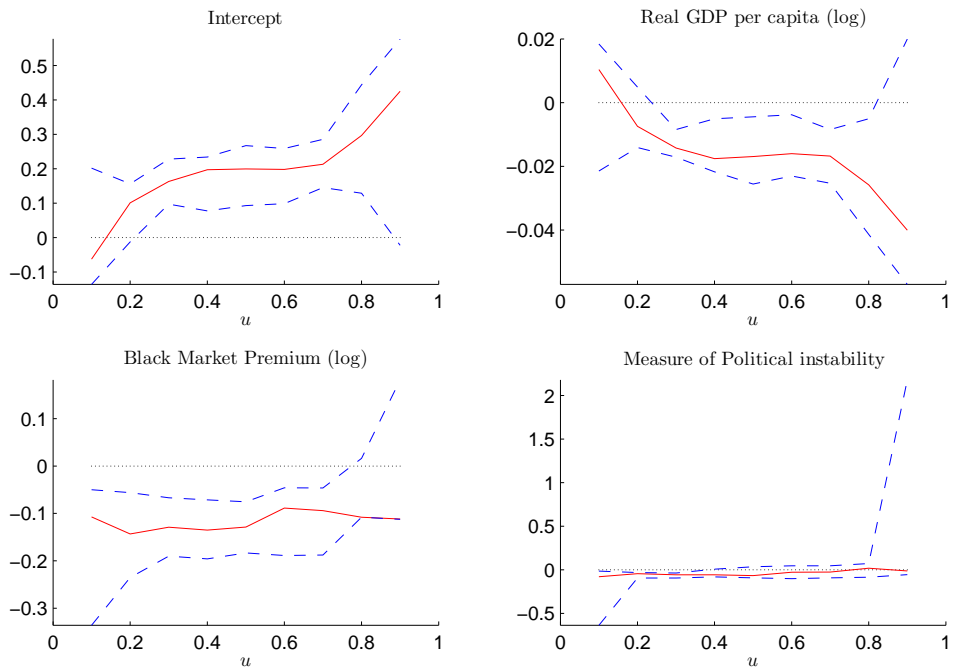 Intercept
0.5
0.4
0.3
0.2
0.1
0
−0.1
0 0.2 0.4 0.6 0.8 1
u
Real GDP per capita (log)
0.02
0
−0.02
−0.04
0 0.2 0.4 0.6 0.8 1
u
Black Market Premium (log)
0.1
0
−0.1
−0.2
−0.3
0 0.2 0.4 0.6 0.8 1
u
Measure of Political instability
2
1.5
1
0.5
0
−0.5
0 0.2 0.4 0.6 0.8 1
u